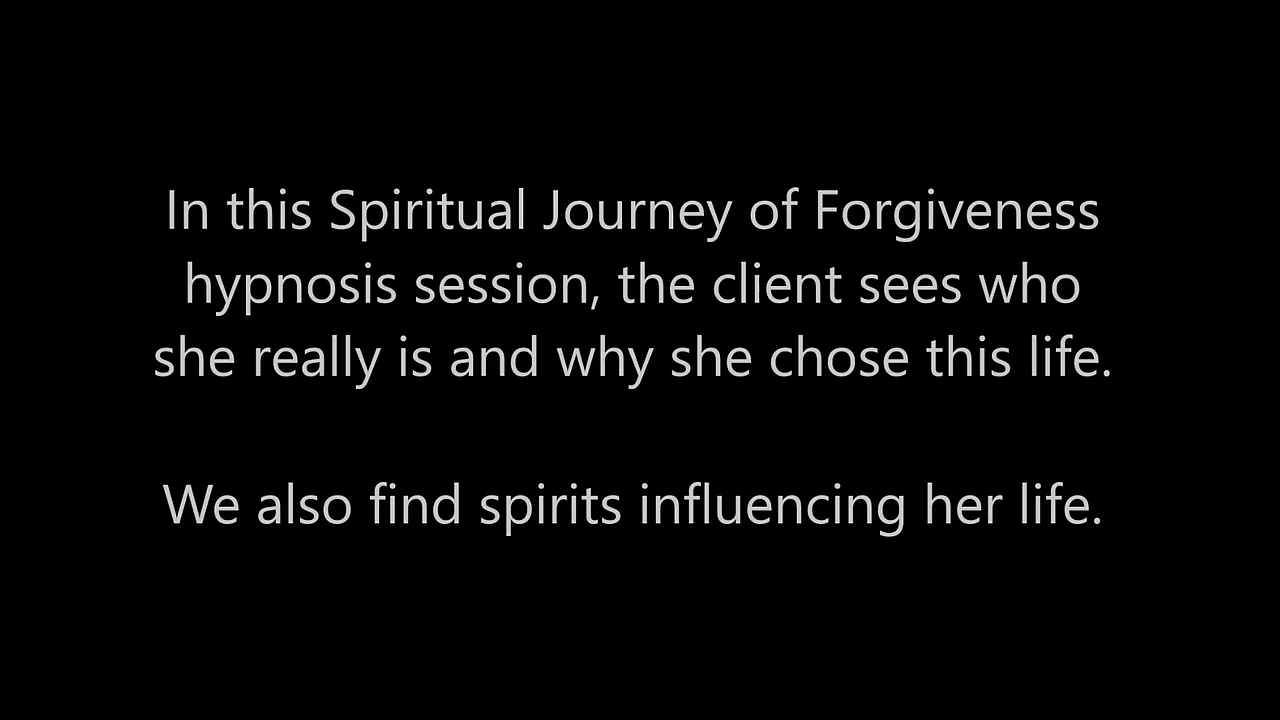 In this Spiritual Journey of Forgiveness
hypnosis session, the client sees who
she really is and why she chose this life.
We also find spirits influencing her life.